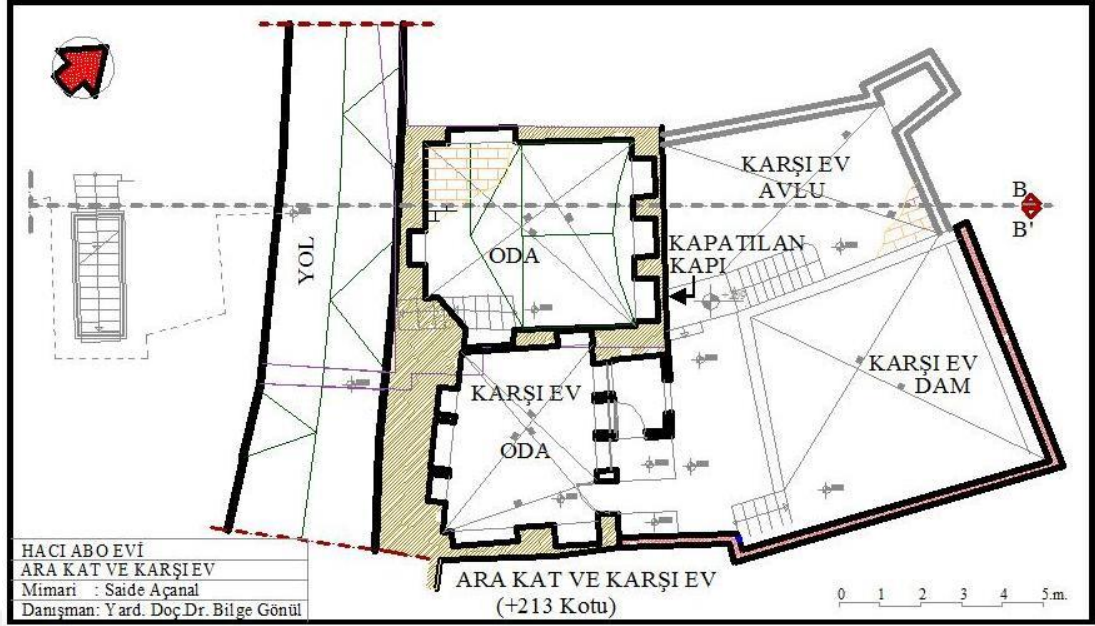 KARŞI EV
AVLU
B
B'
YOL
ODA
KAPATILAN
KAPI
KARŞI EV
DAM
KARŞI EV
ODA
HACI ABO EVİ
ARA KAT VE KARŞI EV
Mimari : Saide Açanal
Danışman: Yard. Doç.Dr. Bilge Gönül
ARA KAT VE KARŞI EV
(+213 Kotu)
0 1 2 3 4 5.m.